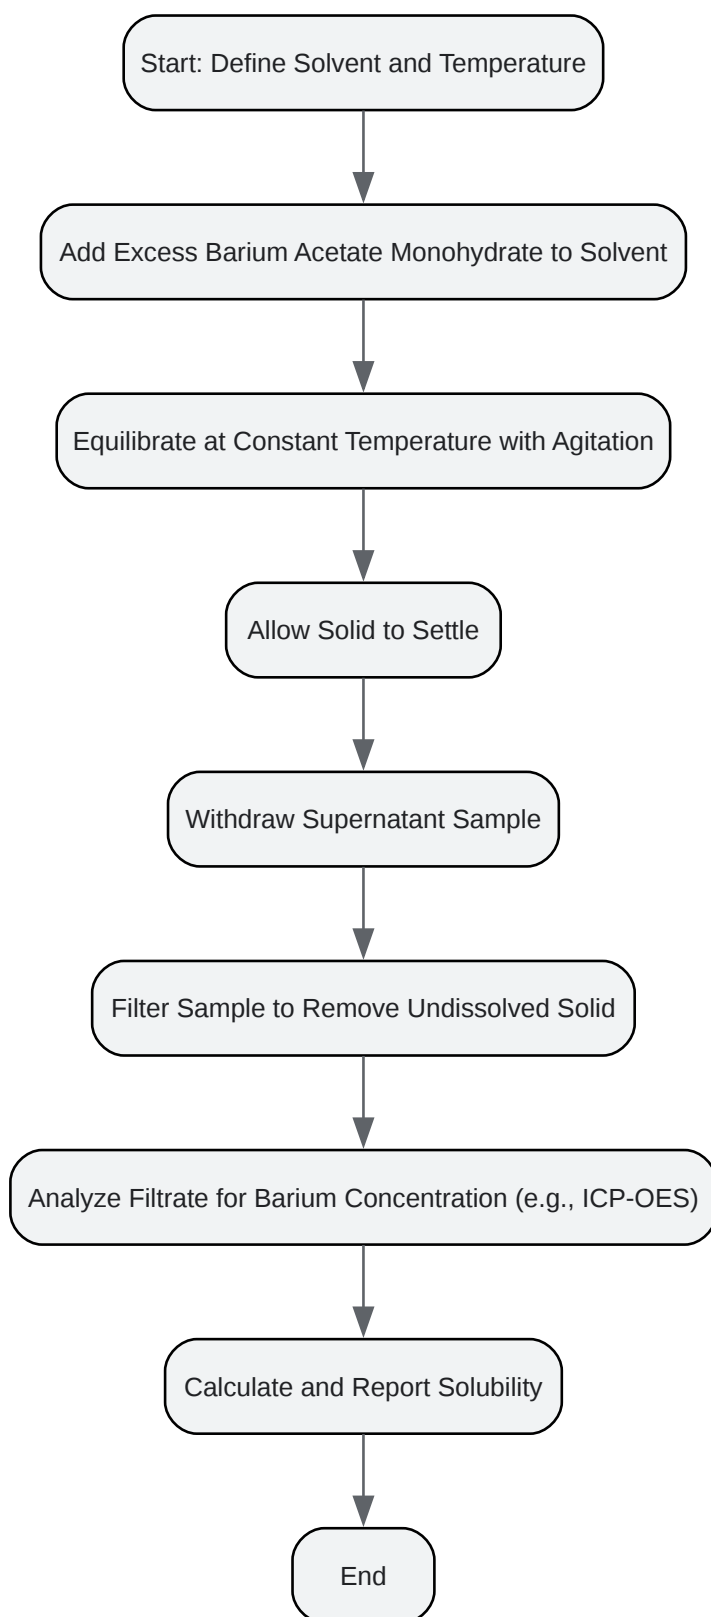 Start: Define Solvent and Temperature
Add Excess Barium Acetate Monohydrate to Solvent
Equilibrate at Constant Temperature with Agitation
Allow Solid to Settle
Withdraw Supernatant Sample
Filter Sample to Remove Undissolved Solid
Analyze Filtrate for Barium Concentration (e.g., ICP-OES)
Calculate and Report Solubility
End